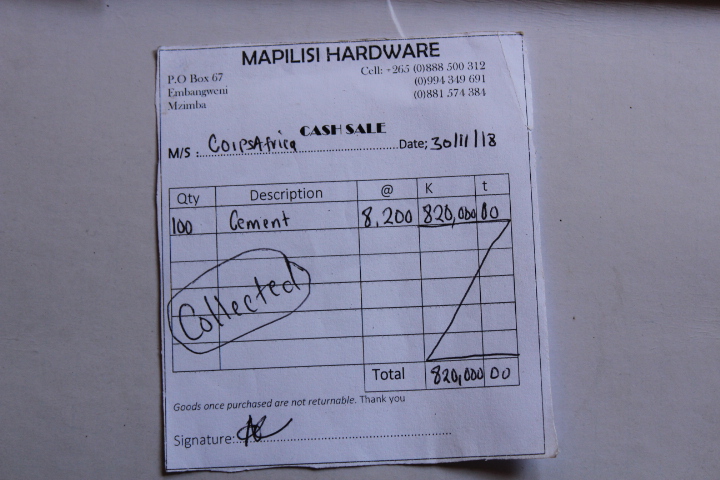 MAPILISI HARDWARE
P.O Box 67
Embangweni
Mzimba
Cell: +265 (0)888 500 312
(0)994 349 691
(0)881 574 384
CASH SALE
M/S : CorpsAfrica Date; 30/11/18
Qty Description @ K t
100 Cement 8,200 820,000 00
Collected
Total 820,000 00
Goods once purchased are not returnable. Thank you
Signature: